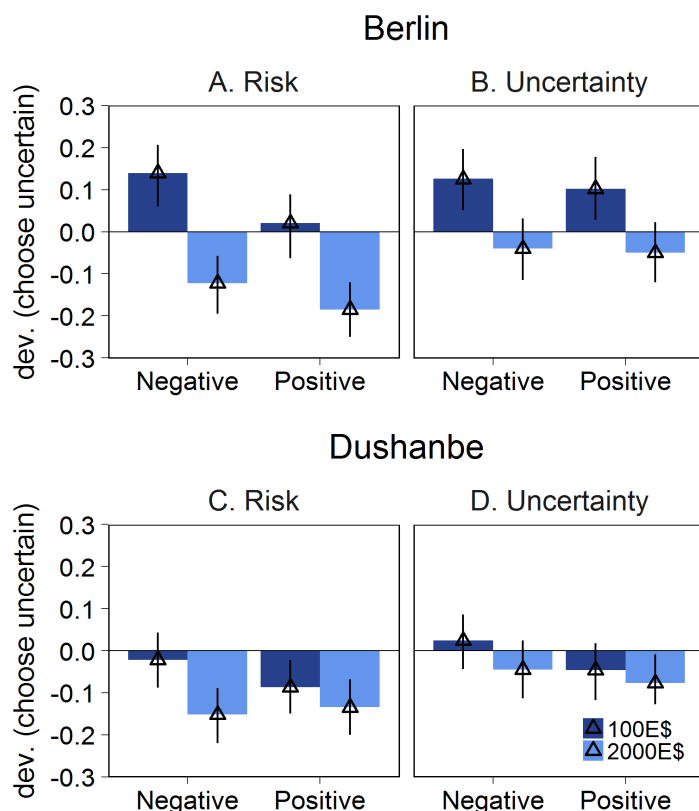 Berlin
A. Risk
B. Uncertainty
dev. (choose uncertain)
0.3
0.2
0.1
0.0
-0.1
-0.2
-0.3
Negative Positive
Negative Positive
Dushanbe
C. Risk
D. Uncertainty
dev. (choose uncertain)
0.3
0.2
0.1
0.0
-0.1
-0.2
-0.3
100E$
2000E$
Negative Positive
Negative Positive